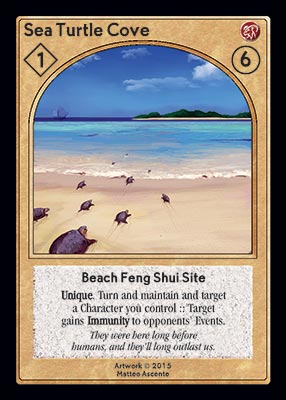 Sea Turtle Cove
1
6
Beach Feng Shui Site
Unique. Turn and maintain and target
a Character you control :: Target
gains Immunity to opponents' Events.
They were here long before
humans, and they'll long outlast us.
Artwork © 2015
Matteo Ascente